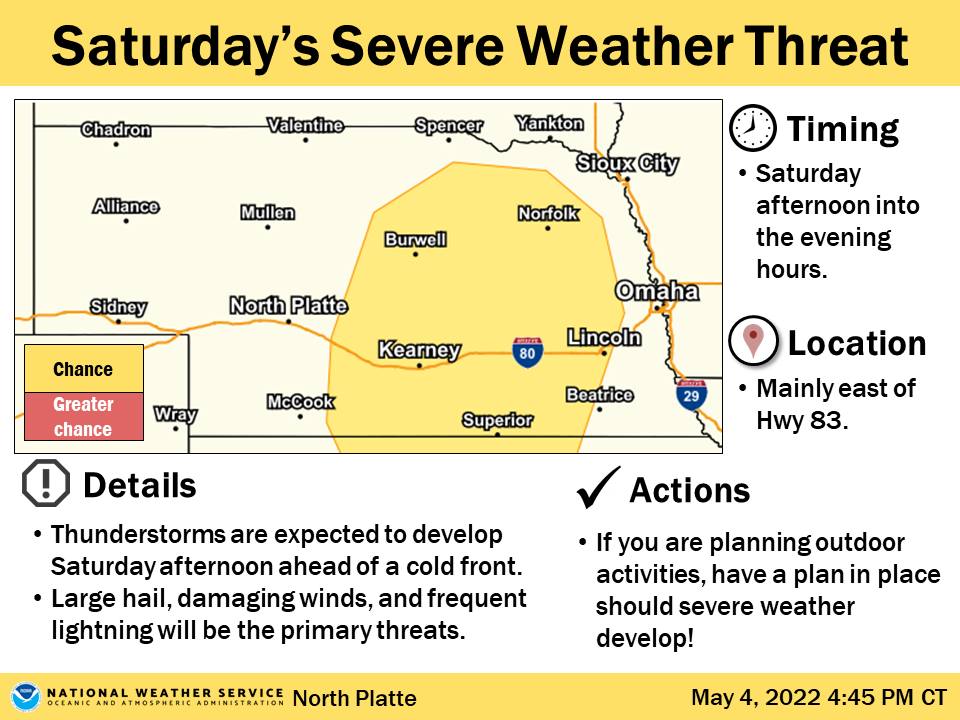 Saturday’s Severe Weather Threat
Chadron
Valentine
Spencer
Yankton
Sioux City
Alliance
Mullen
Norfolk
Burwell
Sidney
North Platte
Omaha
Kearney
80
Lincoln
McCook
Beatrice
29
Wray
Superior
Chance
Greater
chance
Timing
• Saturday
afternoon into
the evening
hours.
Location
• Mainly east of
Hwy 83.
Details
• Thunderstorms are expected to develop
Saturday afternoon ahead of a cold front.
• Large hail, damaging winds, and frequent
lightning will be the primary threats.
Actions
• If you are planning outdoor
activities, have a plan in place
should severe weather
develop!
NATIONAL WEATHER SERVICE
OCEANIC AND ATMOSPHERIC ADMINISTRATION
North Platte
May 4, 2022 4:45 PM CT